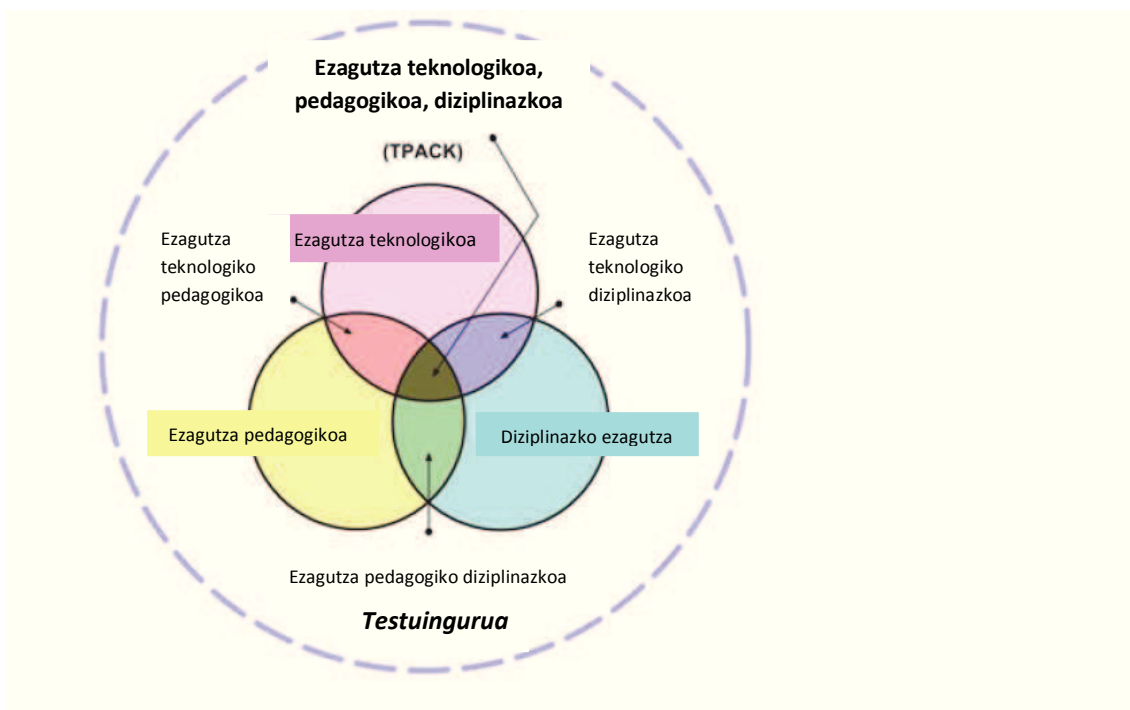 Ezagutza teknologikoa,
pedagogikoa, diziplinazkoa
(TPACK)
Ezagutza
teknologiko
pedagogikoa
Ezagutza teknologikoa
Ezagutza
teknologiko
diziplinazkoa
Ezagutza pedagogikoa
Diziplinazko ezagutza
Ezagutza pedagogiko diziplinazkoa
Testuingurua